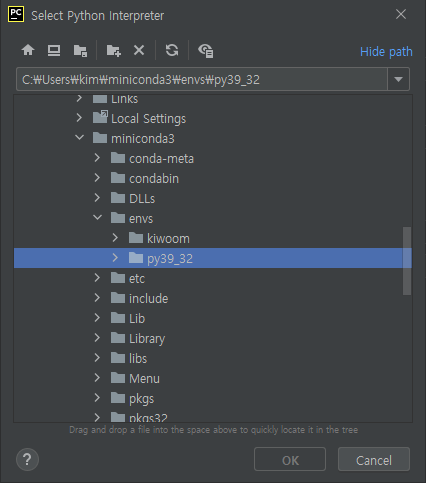 PC
Select Python Interpreter
Hide path
C:₩Users₩kim₩miniconda3₩envs₩py39_32
Links
Local Settings
miniconda3
conda-meta
condabin
DLLs
envs
kiwoom
py39_32
etc
include
Lib
Library
libs
Menu
pkgs
pkgs32
Drag and drop a file into the space above to quickly locate it in the tree
?
OK
Cancel